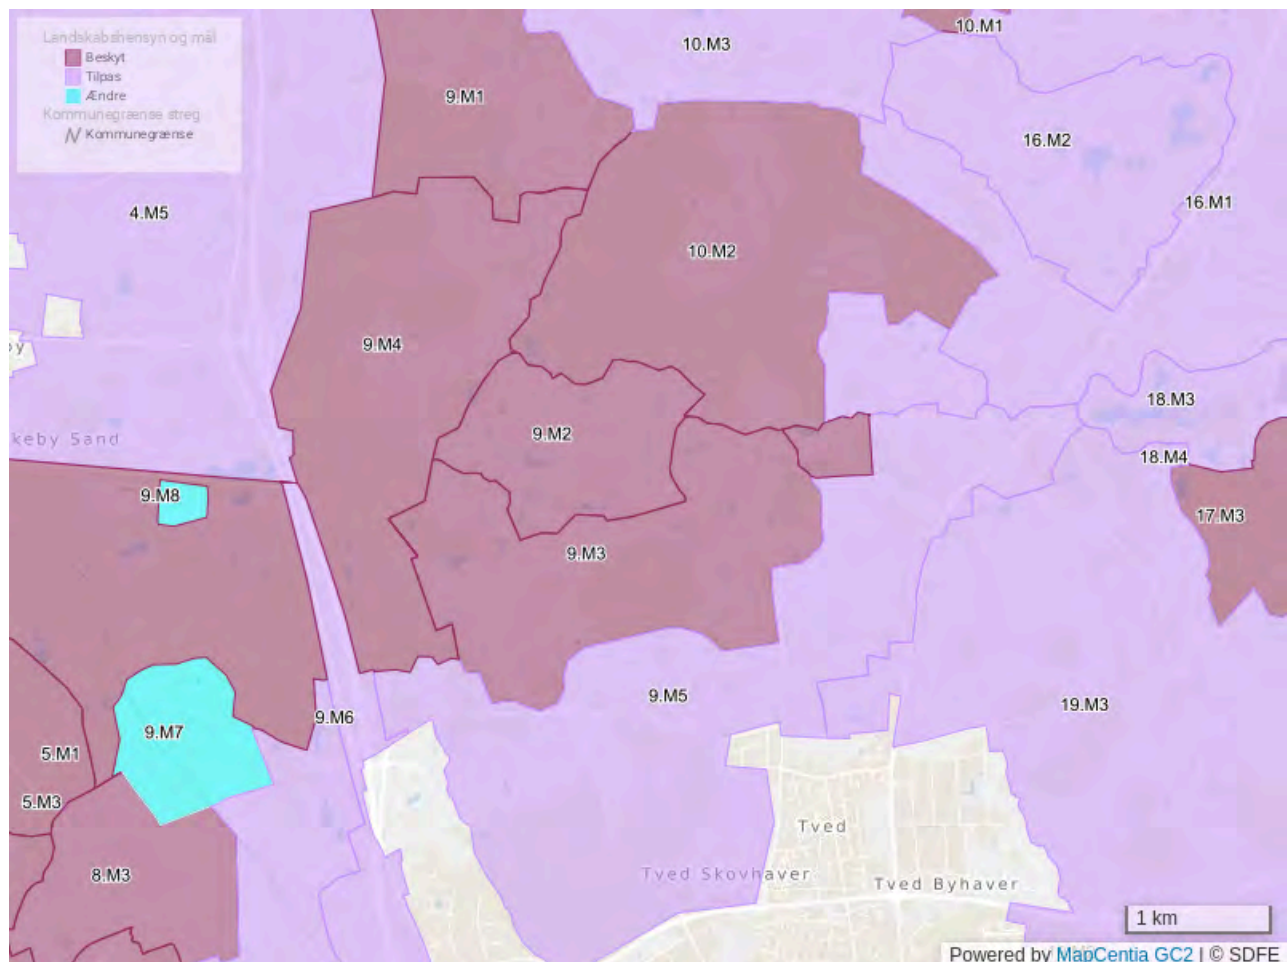 Landskabshensyn og mål
Beskyt
Tilpas
Ændre
Kommunegrænse streg
Kommunegrænse
10.M1
10.M3
9.M1
16.M2
16.M1
4.M5
10.M2
9.M4
18.M3
9.M2
keby Sand
18.M4
9.M8
17.M3
9.M3
9.M5
19.M3
9.M6
9.M7
5.M1
5.M3
Tved
8.M3
Tved Skovhaver
Tved Byhaver
1 km
Powered by MapCentia GC2 | © SDFE